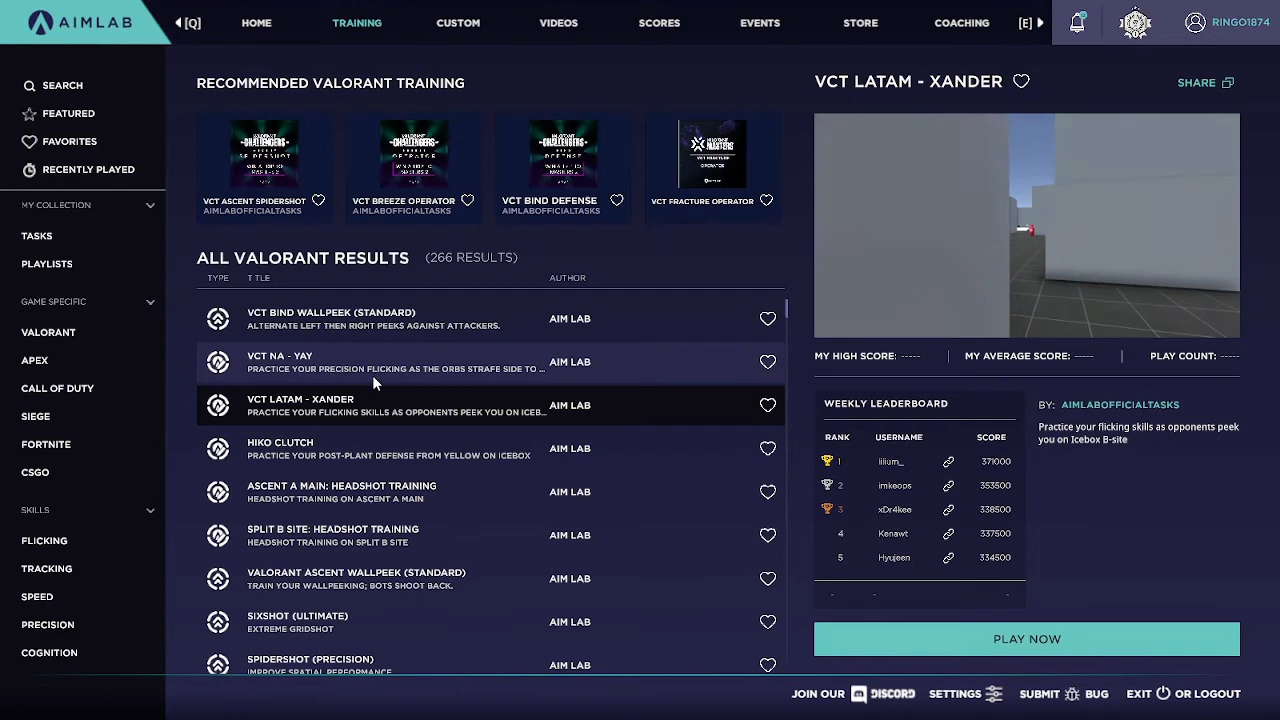 AIMLAB
[Q]
HOME
TRAINING
CUSTOM
VIDEOS
SCORES
EVENTS
STORE
COACHING
[E]
RINGO1874
SEARCH
FEATURED
FAVORITES
RECENTLY PLAYED
MY COLLECTION
TASKS
PLAYLISTS
GAME SPECIFIC
VALORANT
APEX
CALL OF DUTY
SIEGE
FORTNITE
CSGO
SKILLS
FLICKING
TRACKING
SPEED
PRECISION
COGNITION
RECOMMENDED VALORANT TRAINING
VCT ASCENT SPIDERSHOT
AIMLABOFFICIALTASKS
VCT BREEZE OPERATOR
AIMLABOFFICIALTASKS
VCT BIND DEFENSE
AIMLABOFFICIALTASKS
VCT FRACTURE OPERATOR
ALL VALORANT RESULTS (266 RESULTS)
TYPE TITLE AUTHOR
VCT BIND WALLPEEK (STANDARD)
ALTERNATE LEFT THEN RIGHT PEEKS AGAINST ATTACKERS.
AIM LAB
VCT NA - YAY
PRACTICE YOUR PRECISION FLICKING AS THE ORBS STRAFE SIDE TO ...
AIM LAB
VCT LATAM - XANDER
PRACTICE YOUR FLICKING SKILLS AS OPPONENTS PEEK YOU ON ICEB...
AIM LAB
HIKO CLUTCH
PRACTICE YOUR POST-PLANT DEFENSE FROM YELLOW ON ICEBOX
AIM LAB
ASCENT A MAIN: HEADSHOT TRAINING
HEADSHOT TRAINING ON ASCENT A MAIN
AIM LAB
SPLIT B SITE: HEADSHOT TRAINING
HEADSHOT TRAINING ON SPLIT B SITE
AIM LAB
VALORANT ASCENT WALLPEEK (STANDARD)
TRAIN YOUR WALLPEEKING; BOTS SHOOT BACK.
AIM LAB
SIXSHOT (ULTIMATE)
EXTREME GRIDSHOT
AIM LAB
SPIDERSHOT (PRECISION)
IMPROVE SPATIAL PERFORMANCE
AIM LAB
VCT LATAM - XANDER
SHARE
MY HIGH SCORE: -----
MY AVERAGE SCORE: -----
PLAY COUNT: -----
WEEKLY LEADERBOARD
RANK USERNAME SCORE
1 lilium_ 371000
2 imkeops 353500
3 xDr4kee 338500
4 Kenawt 337500
5 Hyujeen 334500
- - -
BY: AIMLABOFFICIALTASKS
Practice your flicking skills as opponents peek
you on Icebox B-site
PLAY NOW
JOIN OUR DISCORD
SETTINGS
SUBMIT BUG
EXIT OR LOGOUT